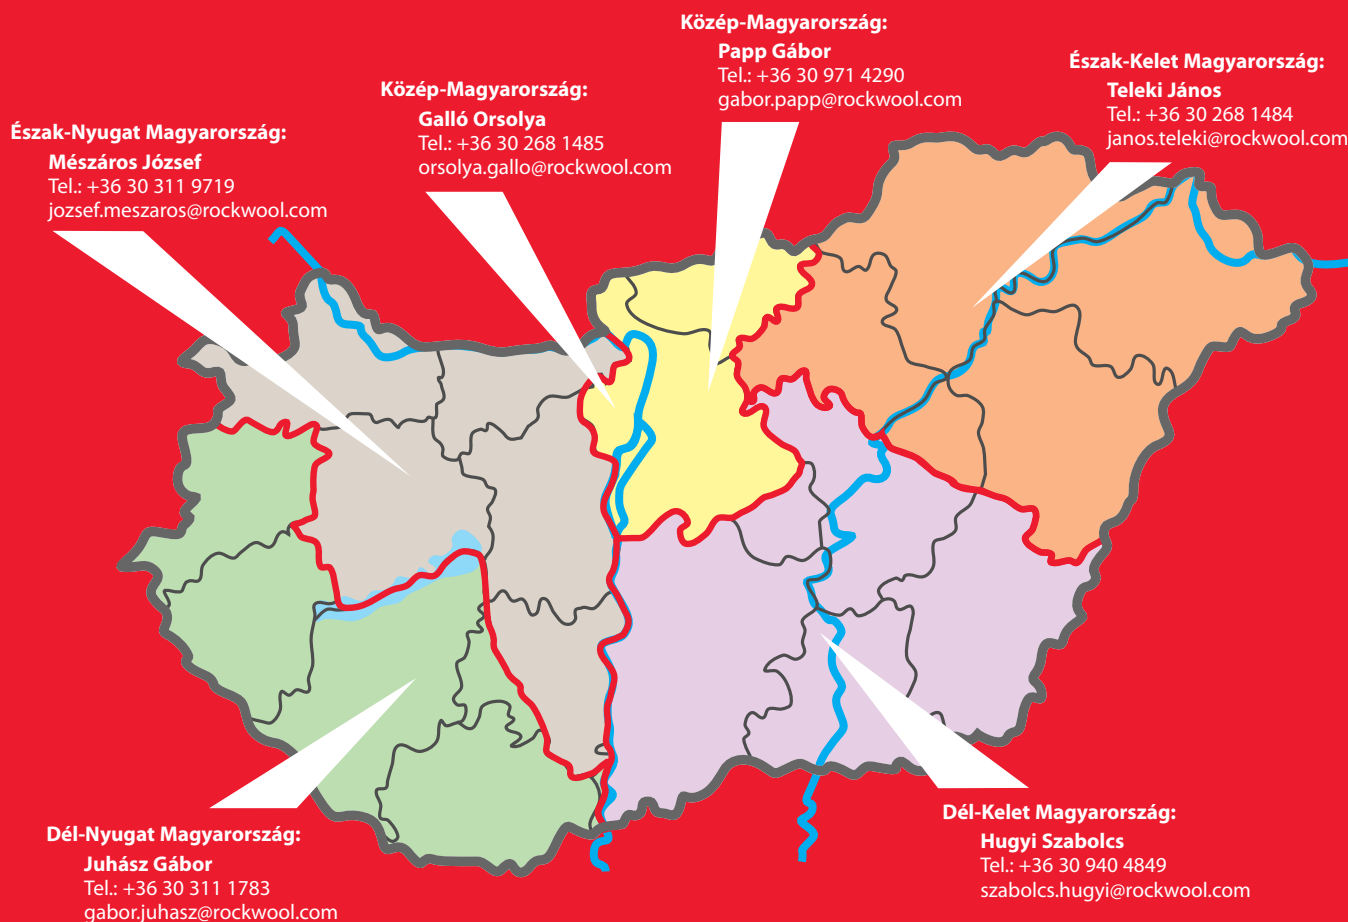 Közép-Magyarország:
Papp Gábor
Tel.: +36 30 971 4290
gabor.papp@rockwool.com
Észak-Kelet Magyarország:
Teleki János
Tel.: +36 30 268 1484
janos.teleki@rockwool.com
Közép-Magyarország:
Galló Orsolya
Tel.: +36 30 268 1485
orsolya.gallo@rockwool.com
Észak-Nyugat Magyarország:
Mészáros József
Tel.: +36 30 311 9719
jozsef.meszaros@rockwool.com
Dél-Nyugat Magyarország:
Juhász Gábor
Tel.: +36 30 311 1783
gabor.juhasz@rockwool.com
Dél-Kelet Magyarország:
Hugyi Szabolcs
Tel.: +36 30 940 4849
szabolcs.hugyi@rockwool.com